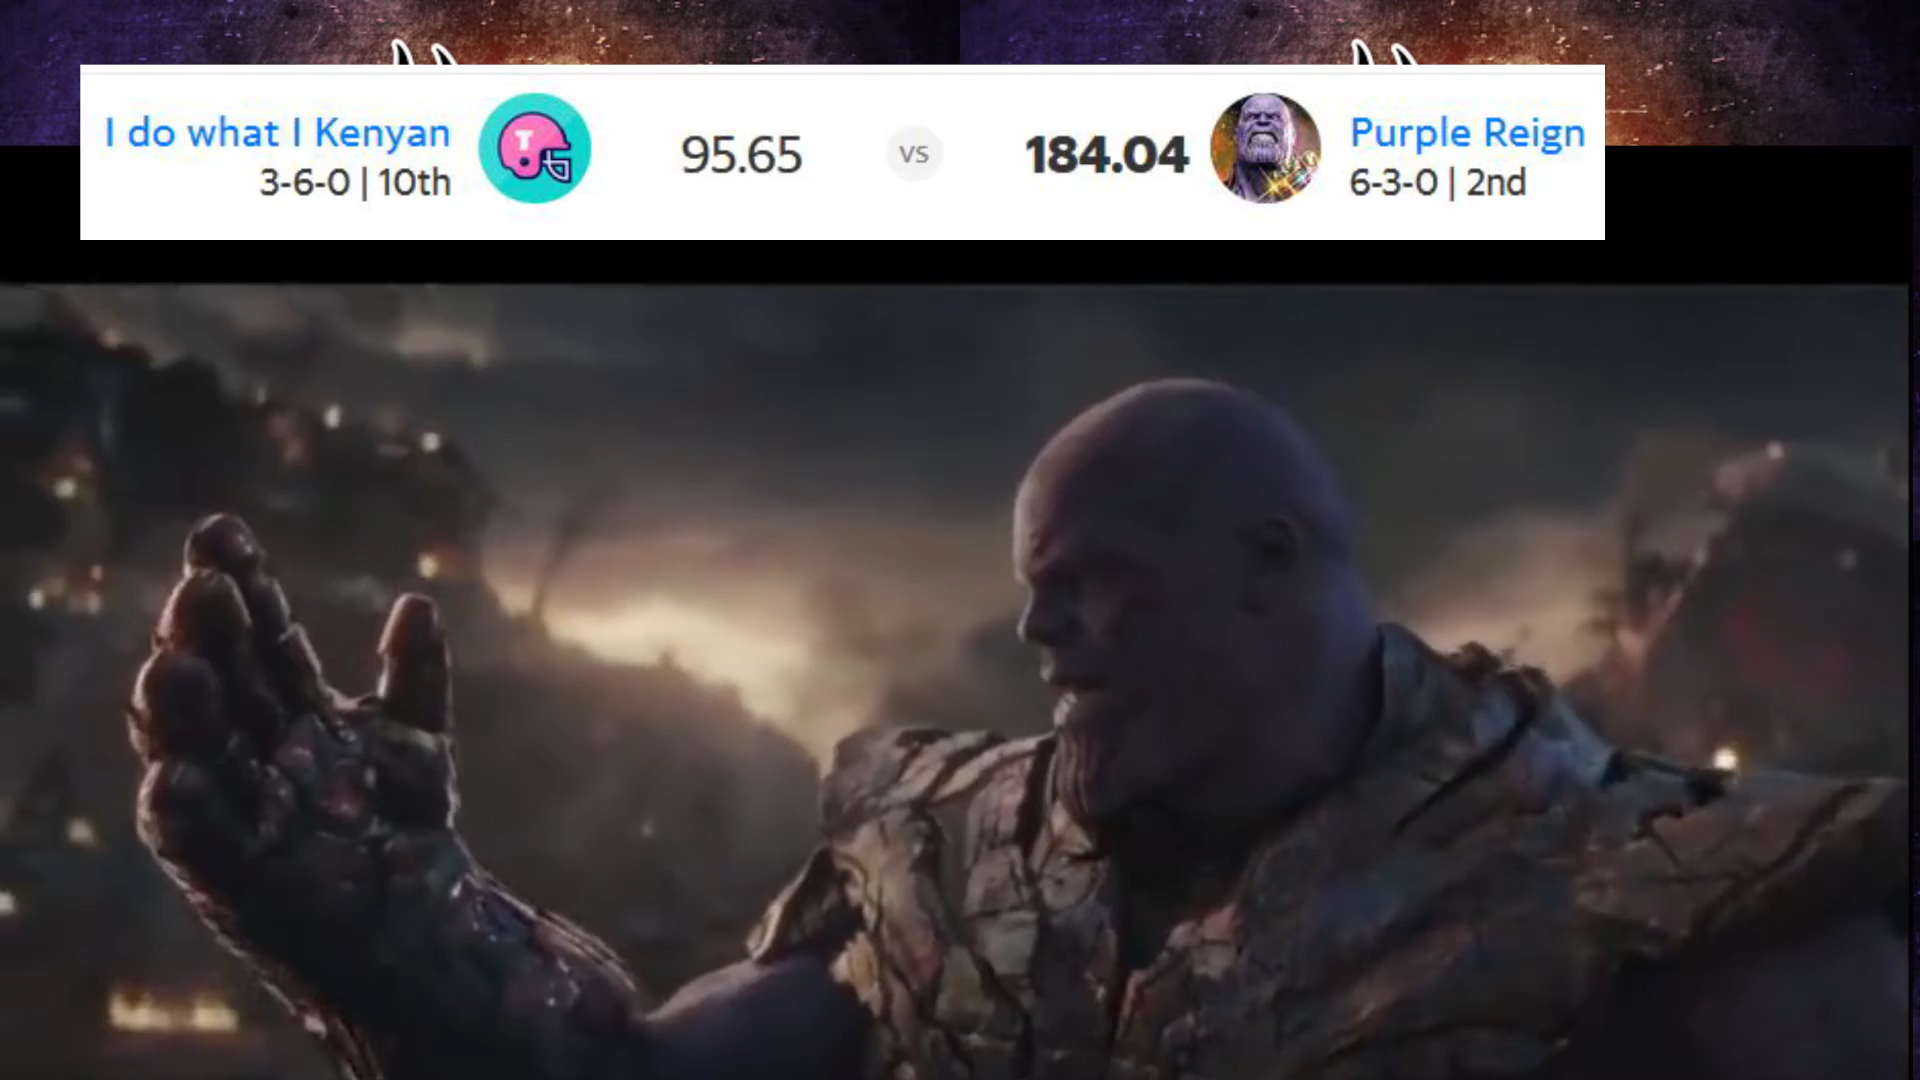 I do what I Kenyan
3-6-0 | 10th
T
95.65
vs
184.04
Purple Reign
6-3-0 | 2nd